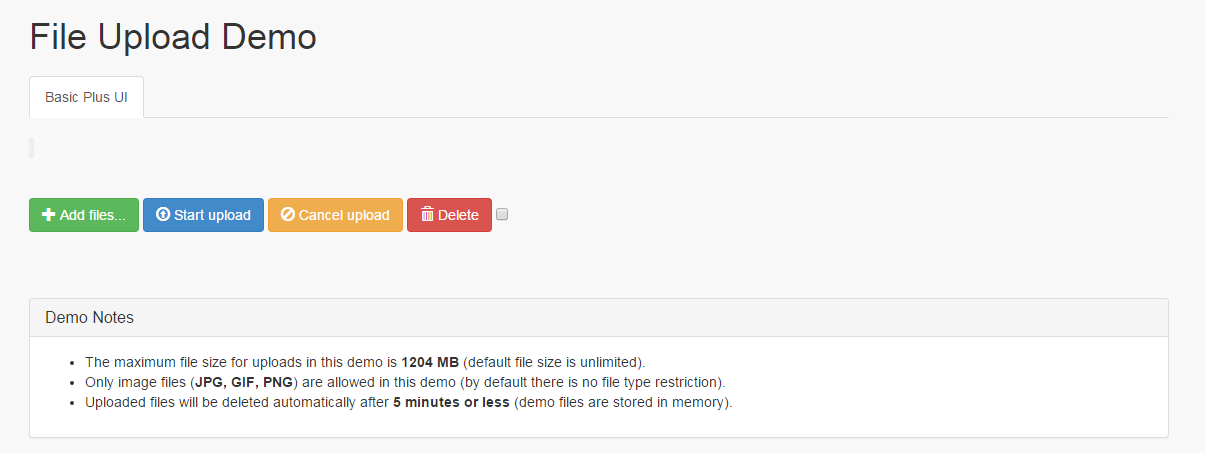 File Upload Demo
Basic Plus UI
Add files... Start upload Cancel upload Delete
Demo Notes
The maximum file size for uploads in this demo is 1204 MB (default file size is unlimited).
Only image files (JPG, GIF, PNG) are allowed in this demo (by default there is no file type restriction).
Uploaded files will be deleted automatically after 5 minutes or less (demo files are stored in memory).